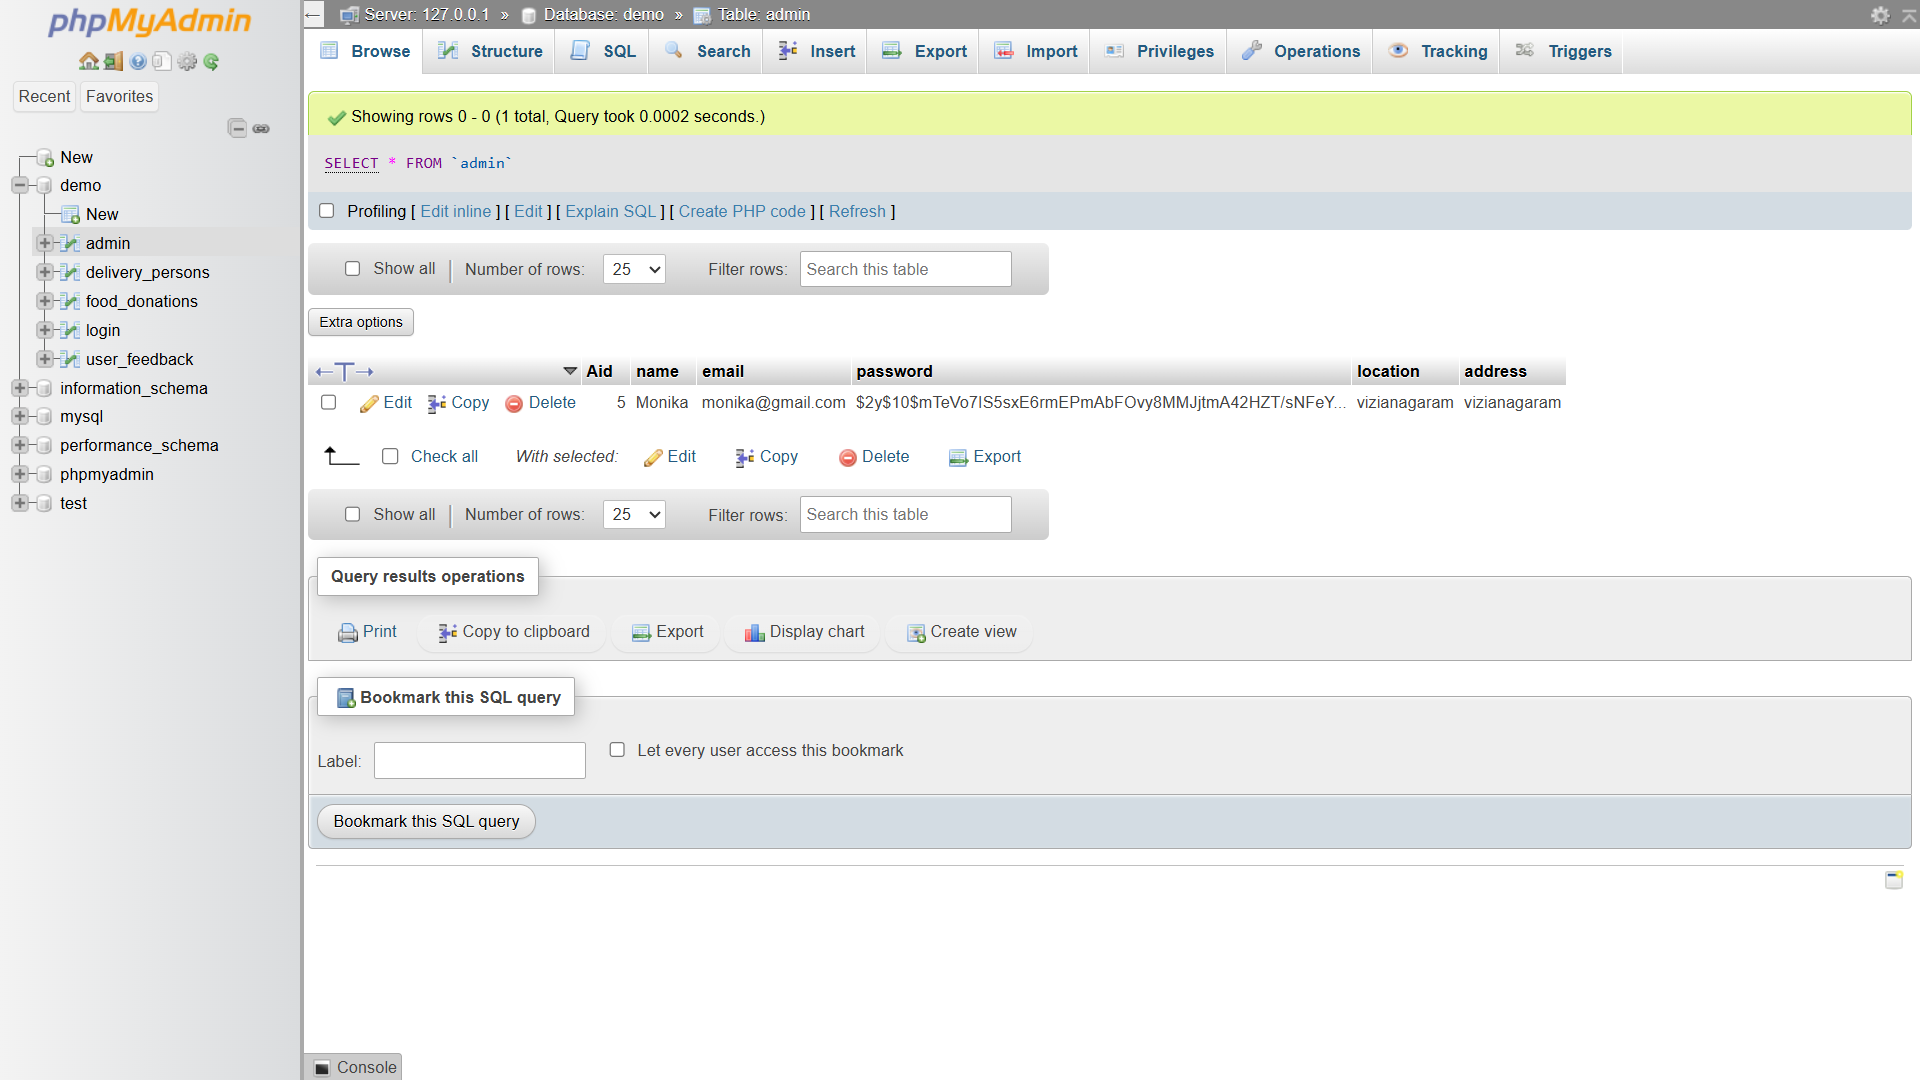 phpMyAdmin
Recent Favorites
New
demo
New
admin
delivery_persons
food_donations
login
user_feedback
information_schema
mysql
performance_schema
phpmyadmin
test
Server: 127.0.0.1 » Database: demo » Table: admin
Browse Structure SQL Search Insert Export Import Privileges Operations Tracking Triggers
Showing rows 0 - 0 (1 total, Query took 0.0002 seconds.)
SELECT * FROM `admin`
Profiling [ Edit inline ] [ Edit ] [ Explain SQL ] [ Create PHP code ] [ Refresh ]
Show all Number of rows: 25 Filter rows: Search this table
Extra options
Aid name email password location address
Edit Copy Delete 5 Monika monika@gmail.com $2y$10$mTeVo7IS5sxE6rmEPmAbFOvy8MMJjtmA42HZT/sNFeY... vizianagaram vizianagaram
Check all With selected: Edit Copy Delete Export
Show all Number of rows: 25 Filter rows: Search this table
Query results operations
Print Copy to clipboard Export Display chart Create view
Bookmark this SQL query
Label: Let every user access this bookmark
Bookmark this SQL query
Console